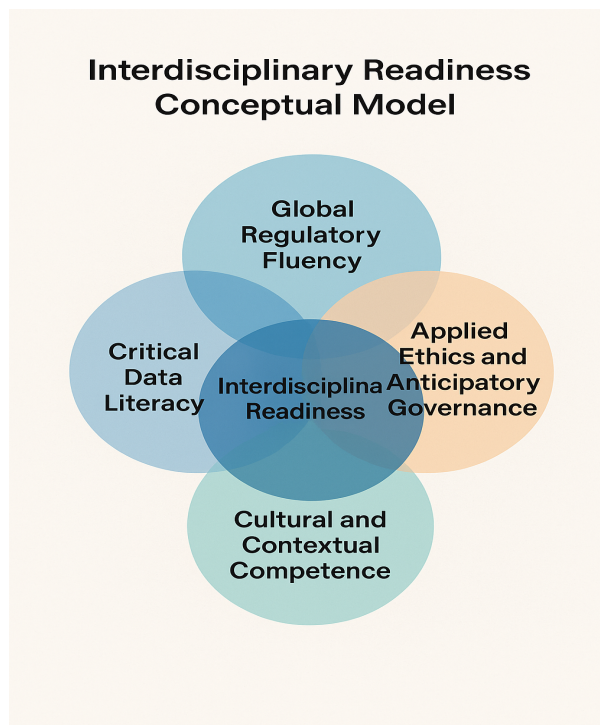 Interdisciplinary Readiness
Conceptual Model
Global
Regulatory
Fluency
Critical
Data
Literacy
Interdisciplina
Readiness
Applied
Ethics and
Anticipatory
Governance
Cultural and
Contextual
Competence